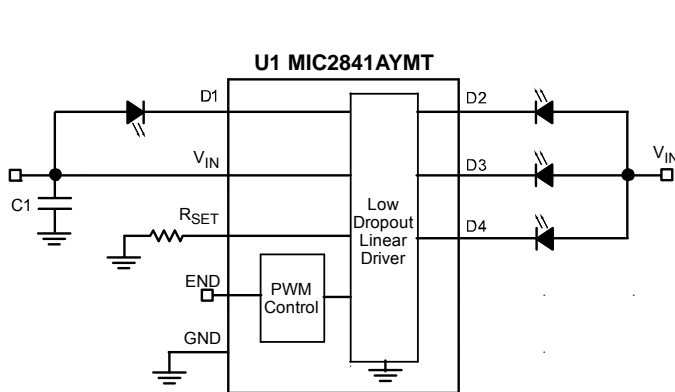 U1 MIC2841AYMT
D1
D2
VIN
D3
VIN
C1
RSET
Low
Dropout
Linear
Driver
D4
END
PWM
Control
GND